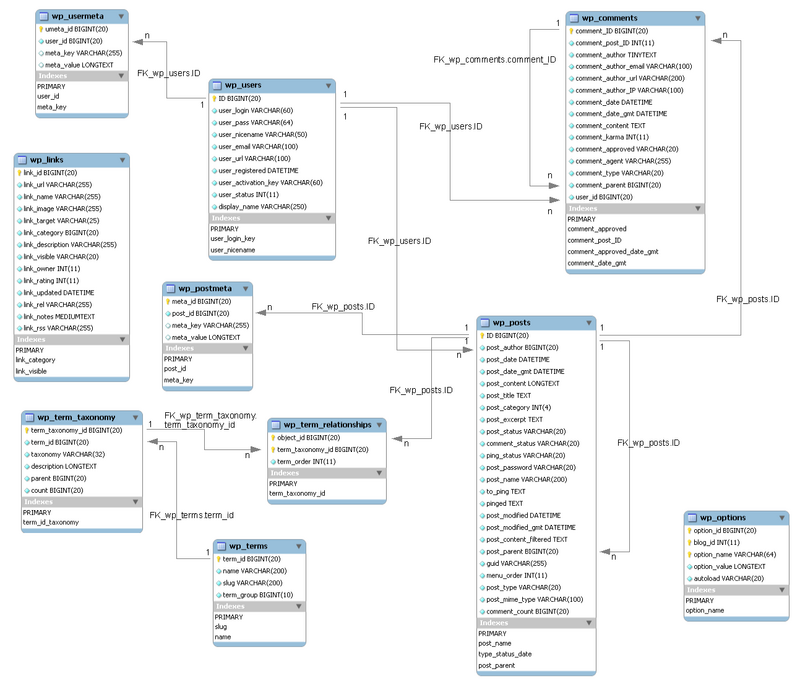 wp_usermeta
umeta_id BIGINT(20)
user_id BIGINT(20)
meta_key VARCHAR(255)
meta_value LONGTEXT
Indexes
PRIMARY
user_id
meta_key
n
FK_wp_users.ID
1
wp_users
ID BIGINT(20)
user_login VARCHAR(60)
user_pass VARCHAR(64)
user_nicename VARCHAR(50)
user_email VARCHAR(100)
user_url VARCHAR(100)
user_registered DATETIME
user_activation_key VARCHAR(60)
user_status INT(11)
display_name VARCHAR(250)
Indexes
PRIMARY
user_login_key
user_nicename
1
1
FK_wp_users.ID
n
FK_wp_users.ID
n
1
FK_wp_comments.comment_ID
n
wp_comments
comment_ID BIGINT(20)
comment_post_ID INT(11)
comment_author TINYTEXT
comment_author_email VARCHAR(100)
comment_author_url VARCHAR(200)
comment_author_IP VARCHAR(100)
comment_date DATETIME
comment_date_gmt DATETIME
comment_content TEXT
comment_karma INT(11)
comment_approved VARCHAR(20)
comment_agent VARCHAR(255)
comment_type VARCHAR(20)
comment_parent BIGINT(20)
user_id BIGINT(20)
Indexes
PRIMARY
comment_approved
comment_post_ID
comment_approved_date_gmt
comment_date_gmt
n
FK_wp_posts.ID
1
wp_links
link_id BIGINT(20)
link_url VARCHAR(255)
link_name VARCHAR(255)
link_image VARCHAR(255)
link_target VARCHAR(25)
link_category BIGINT(20)
link_description VARCHAR(255)
link_visible VARCHAR(20)
link_owner INT(11)
link_rating INT(11)
link_updated DATETIME
link_rel VARCHAR(255)
link_notes MEDIUMTEXT
link_rss VARCHAR(255)
Indexes
PRIMARY
link_category
link_visible
wp_postmeta
meta_id BIGINT(20)
post_id BIGINT(20)
meta_key VARCHAR(255)
meta_value LONGTEXT
Indexes
PRIMARY
post_id
meta_key
n
FK_wp_posts.ID
1
1
FK_wp_posts.ID
n
wp_posts
ID BIGINT(20)
post_author BIGINT(20)
post_date DATETIME
post_date_gmt DATETIME
post_content LONGTEXT
post_title TEXT
post_category INT(4)
post_excerpt TEXT
post_status VARCHAR(20)
comment_status VARCHAR(20)
ping_status VARCHAR(20)
post_password VARCHAR(20)
post_name VARCHAR(200)
to_ping TEXT
pinged TEXT
post_modified DATETIME
post_modified_gmt DATETIME
post_content_filtered TEXT
post_parent BIGINT(20)
guid VARCHAR(255)
menu_order INT(11)
post_type VARCHAR(20)
post_mime_type VARCHAR(100)
comment_count BIGINT(20)
Indexes
PRIMARY
post_name
type_status_date
post_parent
1
FK_wp_posts.ID
n
wp_term_taxonomy
term_taxonomy_id BIGINT(20)
term_id BIGINT(20)
taxonomy VARCHAR(32)
description LONGTEXT
parent BIGINT(20)
count BIGINT(20)
Indexes
PRIMARY
term_id_taxonomy
1
FK_wp_term_taxonomy.
term_taxonomy_id
n
n
FK_wp_terms.term_id
1
wp_term_relationships
object_id BIGINT(20)
term_taxonomy_id BIGINT(20)
term_order INT(11)
Indexes
PRIMARY
term_taxonomy_id
wp_terms
term_id BIGINT(20)
name VARCHAR(200)
slug VARCHAR(200)
term_group BIGINT(10)
Indexes
PRIMARY
slug
name
wp_options
option_id BIGINT(20)
blog_id INT(11)
option_name VARCHAR(64)
option_value LONGTEXT
autoload VARCHAR(20)
Indexes
PRIMARY
option_name